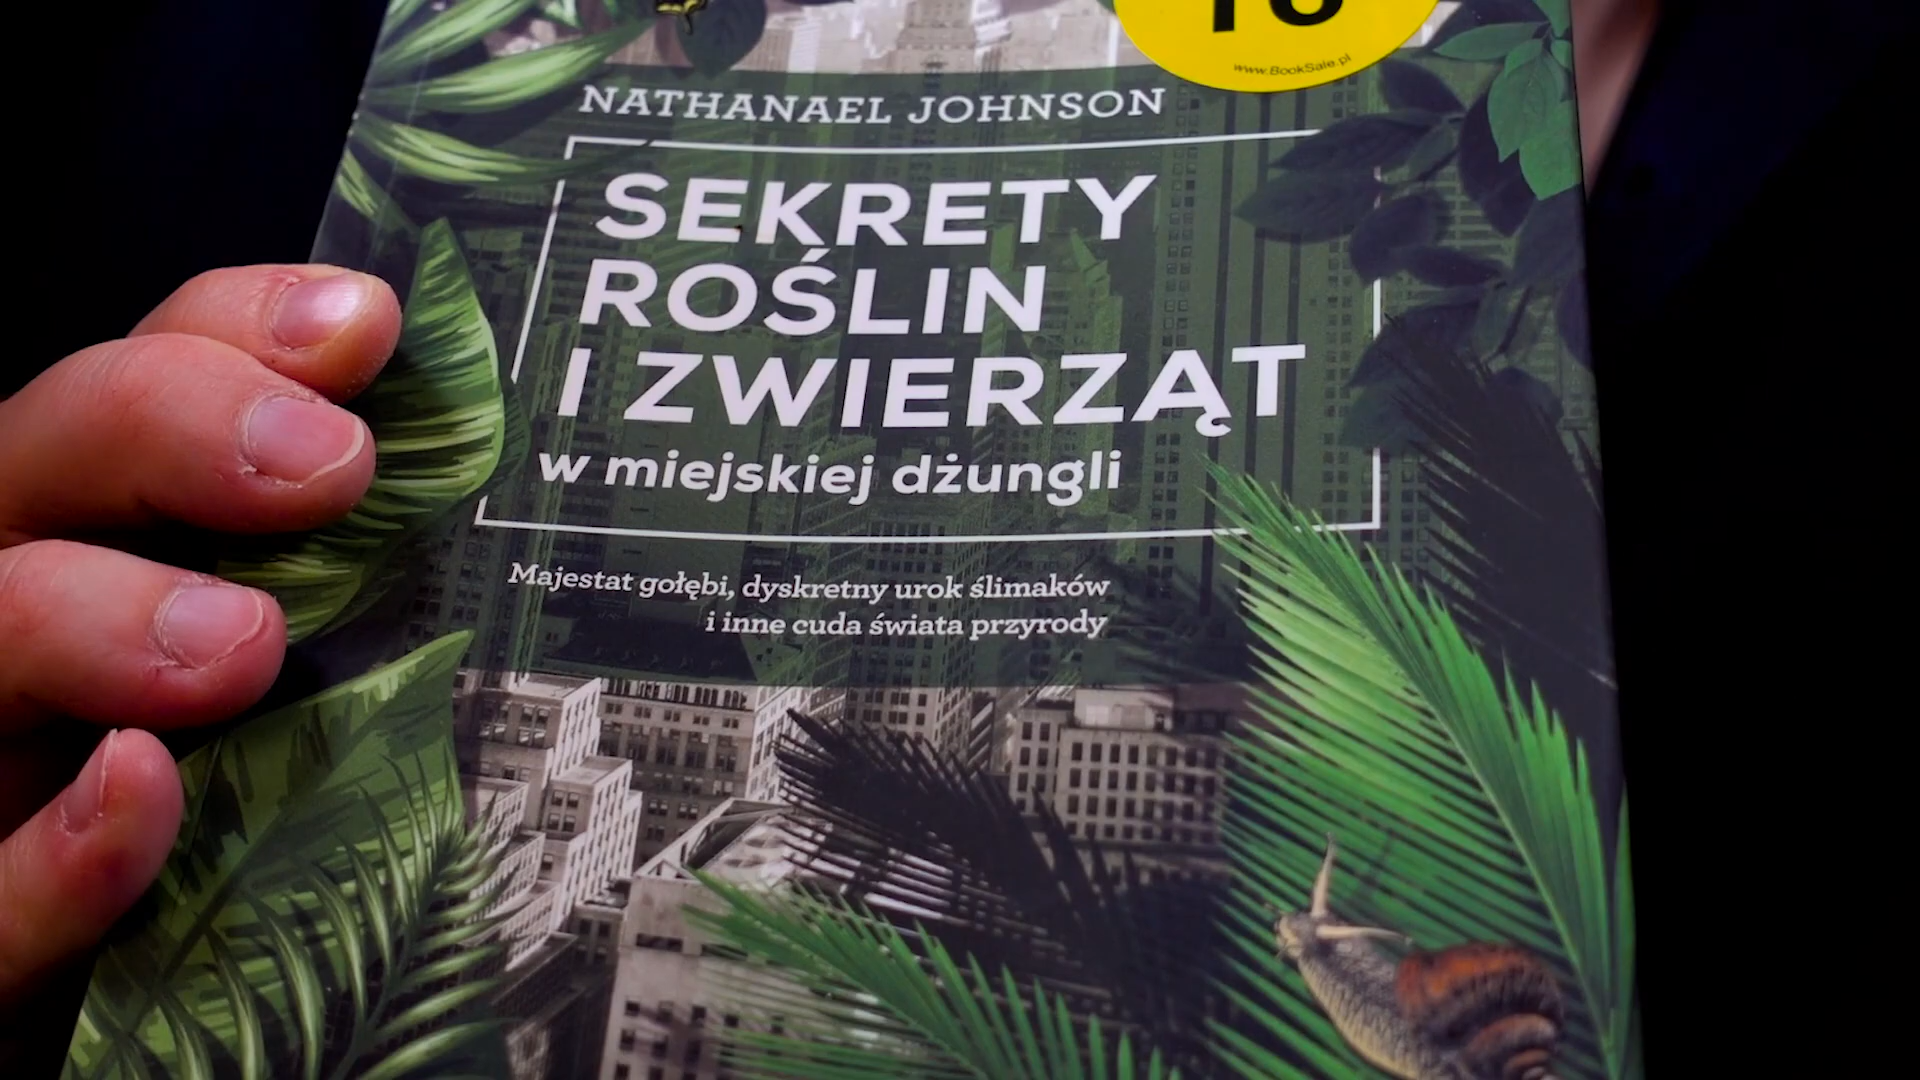 www.BookSale.pl
NATHANAEL JOHNSON
SEKRETY
ROŚLIN
I ZWIERZĄT
w miejskiej dżungli
Majestat gołębi, dyskretny urok ślimaków
i inne cuda świata przyrody